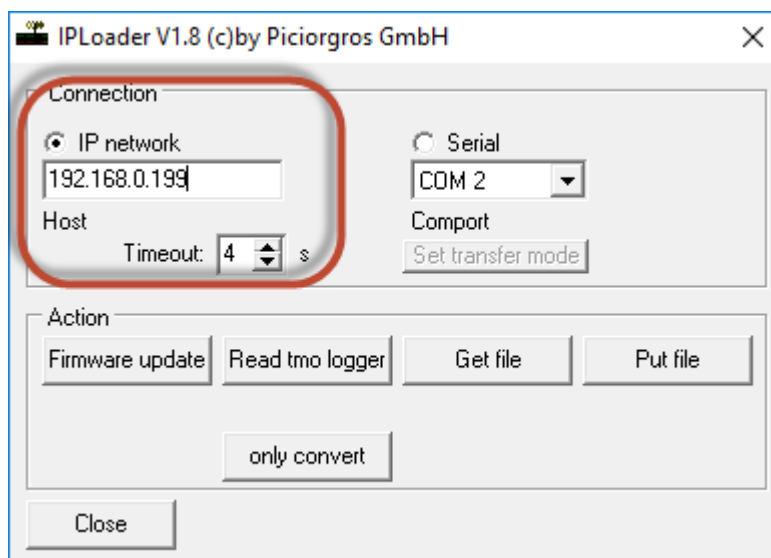 IPLoader V1.8 (c)by Piciorgros GmbH
Connection
IP network
Serial
192.168.0.199
COM 2
Host
Comport
Timeout: 4 s
Set transfer mode
Action
Firmware update
Read tmo logger
Get file
Put file
only convert
Close